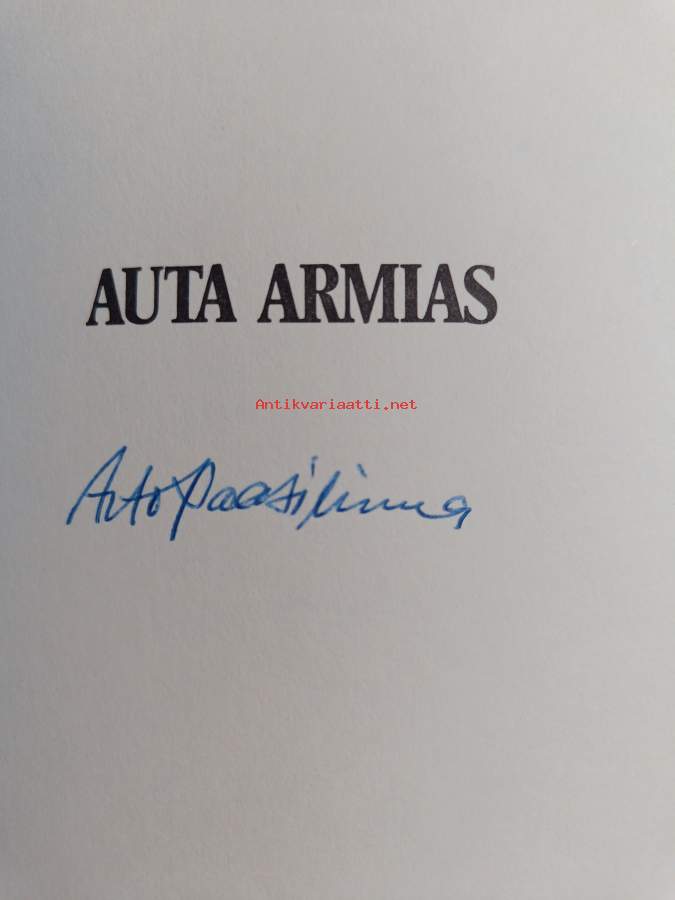 AUTA ARMIAS
Antikvariaatti.net
Arto Paasilinna